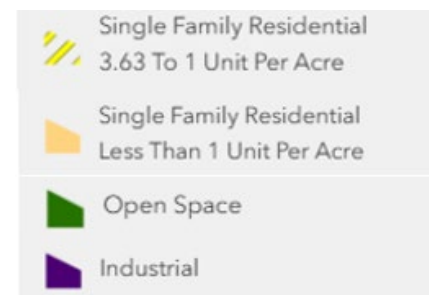 Single Family Residential
3.63 To 1 Unit Per Acre
Single Family Residential
Less Than 1 Unit Per Acre
Open Space
Industrial